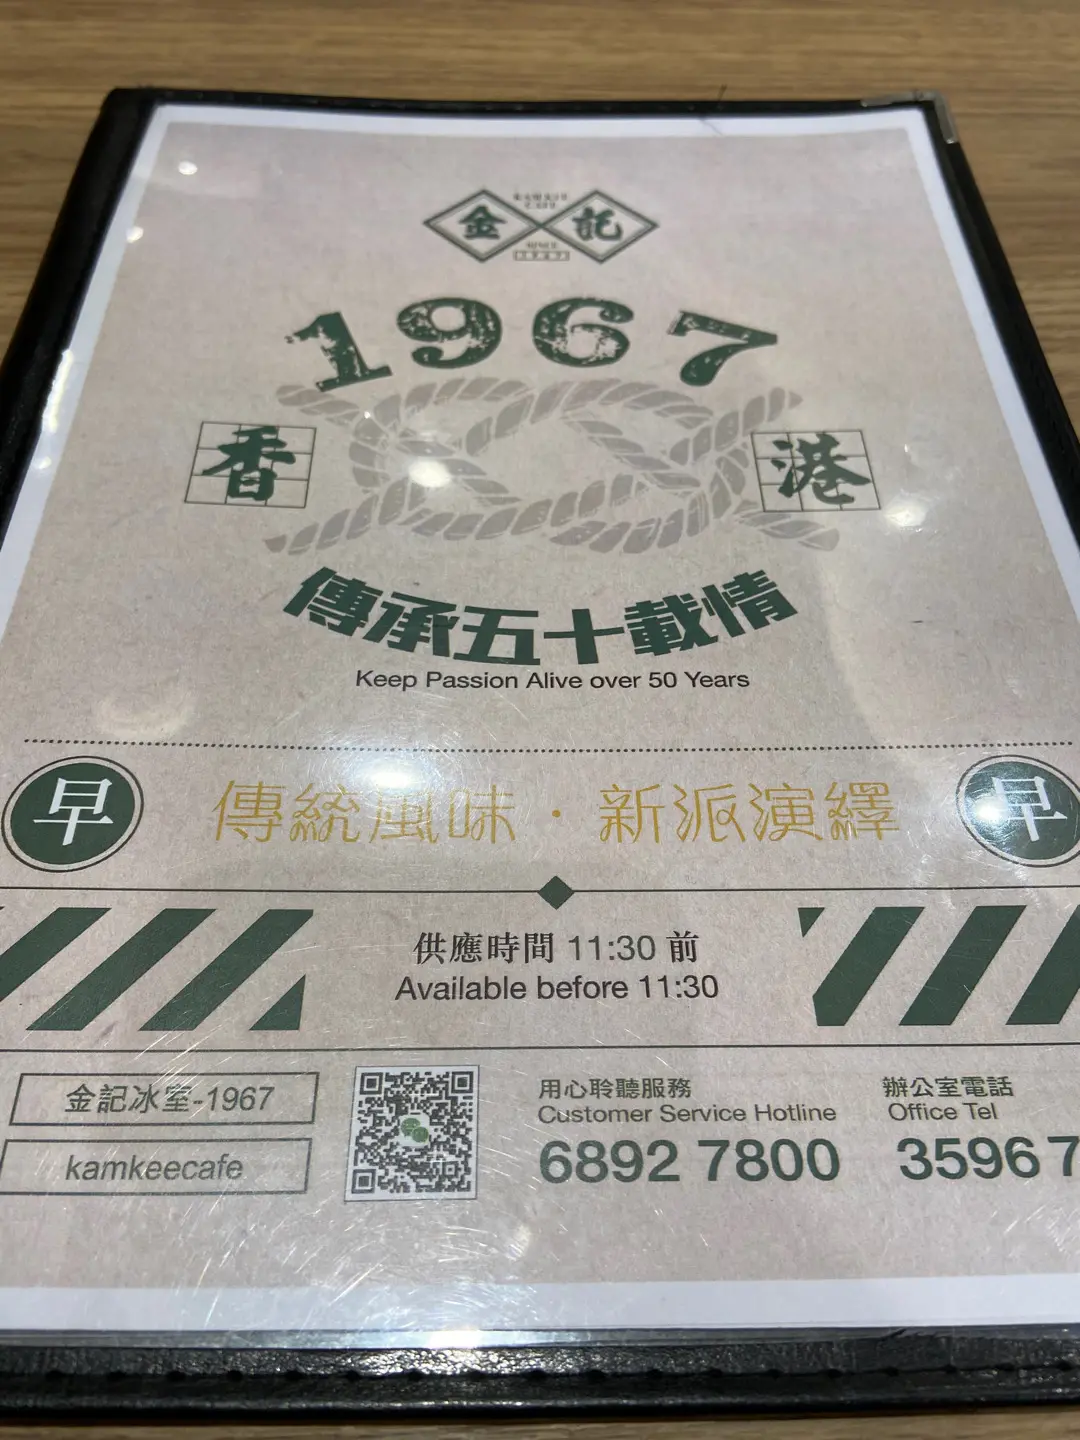 金 記
SINCE
1967
香 港
傳承五十載情
Keep Passion Alive over 50 Years
早 傳統風味·新派演繹 早
供應時間 11:30 前
Available before 11:30
金記冰室-1967
kamkeecafe
用心聆聽服務
Customer Service Hotline
6892 7800
辦公室電話
Office Tel
3596 7